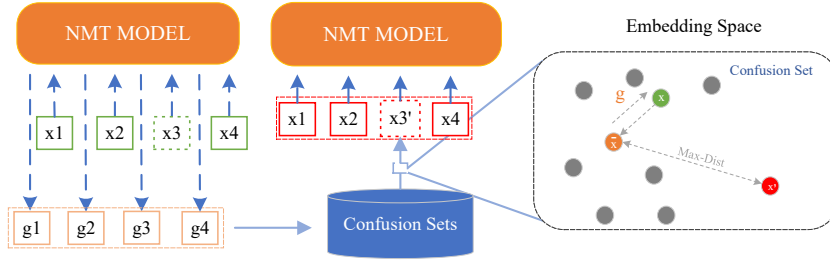 NMT MODEL
x1 x2 x3 x4
g1 g2 g3 g4
NMT MODEL
x1 x2 x3' x4
Confusion Sets
Embedding Space
Confusion Set
g
x
x̄
Max-Dist
x'